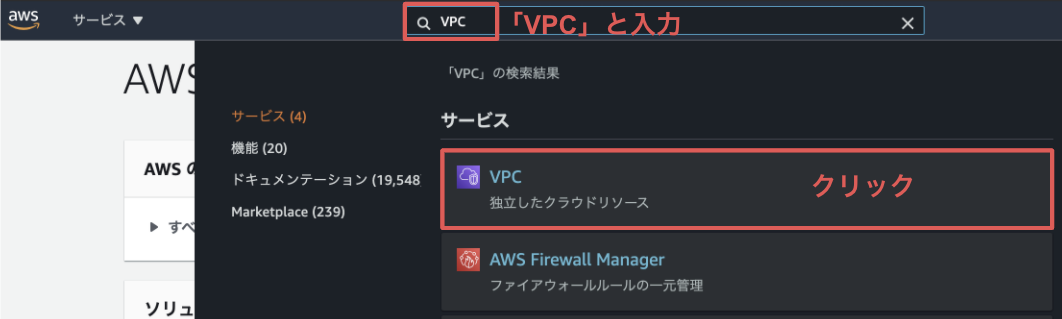 aws サービス ▼ VPC 「VPC」と入力 ×
AWS
「VPC」の検索結果
サービス (4)
機能 (20)
ドキュメンテーション (19,548
Marketplace (239)
サービス
VPC
独立したクラウドリソース
クリック
AWS Firewall Manager
ファイアウォールルールの一元管理
AWS の
▶ すべ
ソリュ